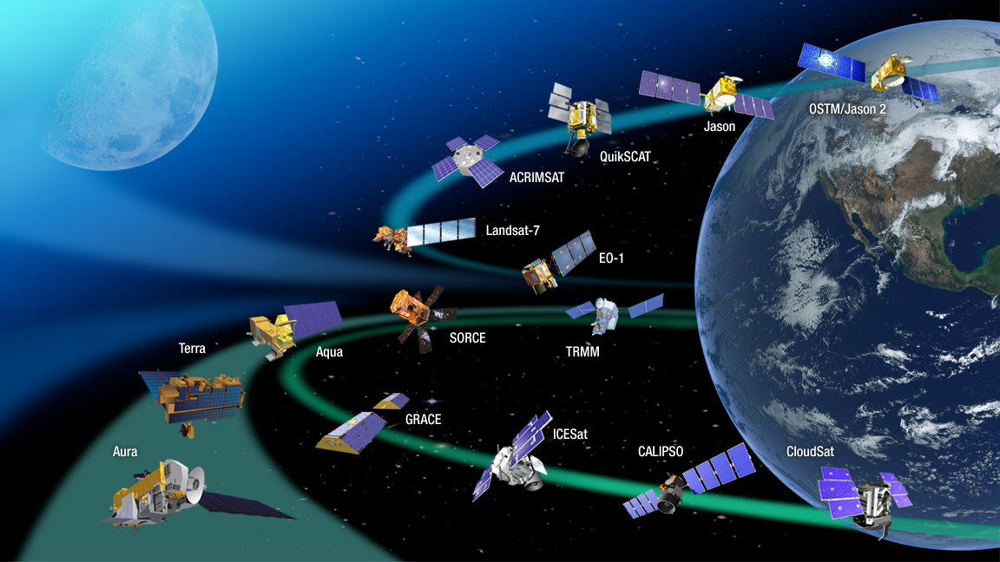 OSTM/Jason 2
Jason
QuikSCAT
ACRIMSAT
Landsat-7
EO-1
SORCE
TRMM
Terra
Aqua
GRACE
ICESat
Aura
CALIPSO
CloudSat